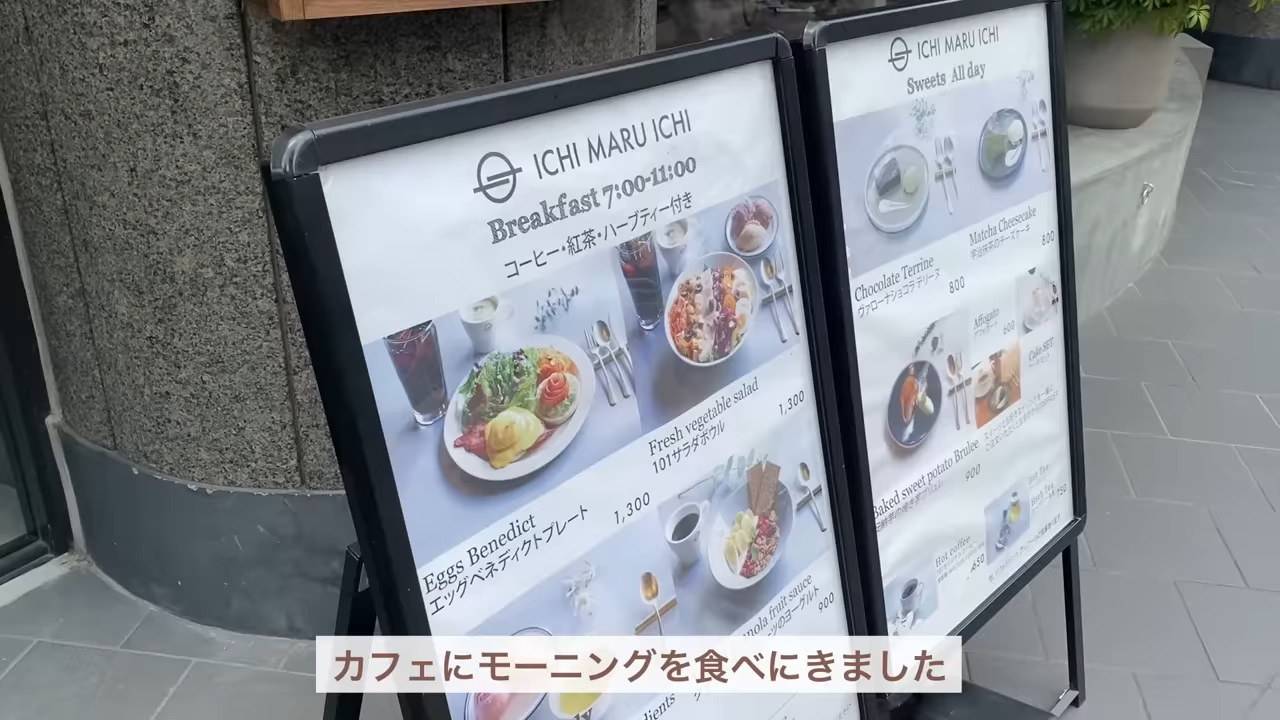 ICHI MARU ICHI
Breakfast 7:00-11:00
コーヒー・紅茶・ハーブティー付き
Eggs Benedict
エッグベネディクトプレート
1,300
Fresh vegetable salad
101サラダボウル
1,300
nola fruit sauce
ーツのヨーグルト
900
dients
ICHI MARU ICHI
Sweets All day
Chocolate Terrine
ヴァローナショコラ テリーヌ
800
Matcha Cheesecake
宇治抹茶のチーズケーキ
800
Affogato
アフォガート
600
Cake SET
Baked sweet potato Brulee
900
Hot coffee
650
Herb Tea
750
カフェにモーニングを食べにきました